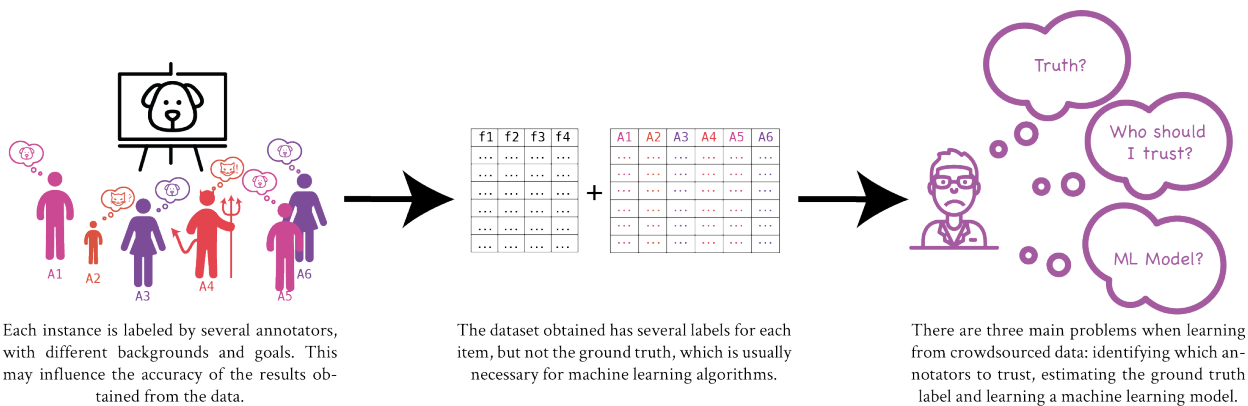 A1
A2
A3
A4
A5
A6
Each instance is labeled by several annotators,
with different backgrounds and goals. This
may influence the accuracy of the results ob-
tained from the data.
f1 f2 f3 f4
... ... ... ...
... ... ... ...
... ... ... ...
... ... ... ...
... ... ... ...
... ... ... ...
+
A1 A2 A3 A4 A5 A6
... ... ... ... ... ...
... ... ... ... ... ...
... ... ... ... ... ...
... ... ... ... ... ...
... ... ... ... ... ...
... ... ... ... ... ...
The dataset obtained has several labels for each
item, but not the ground truth, which is usually
necessary for machine learning algorithms.
Truth?
Who should
I trust?
ML Model?
There are three main problems when learning
from crowdsourced data: identifying which an-
notators to trust, estimating the ground truth
label and learning a machine learning model.